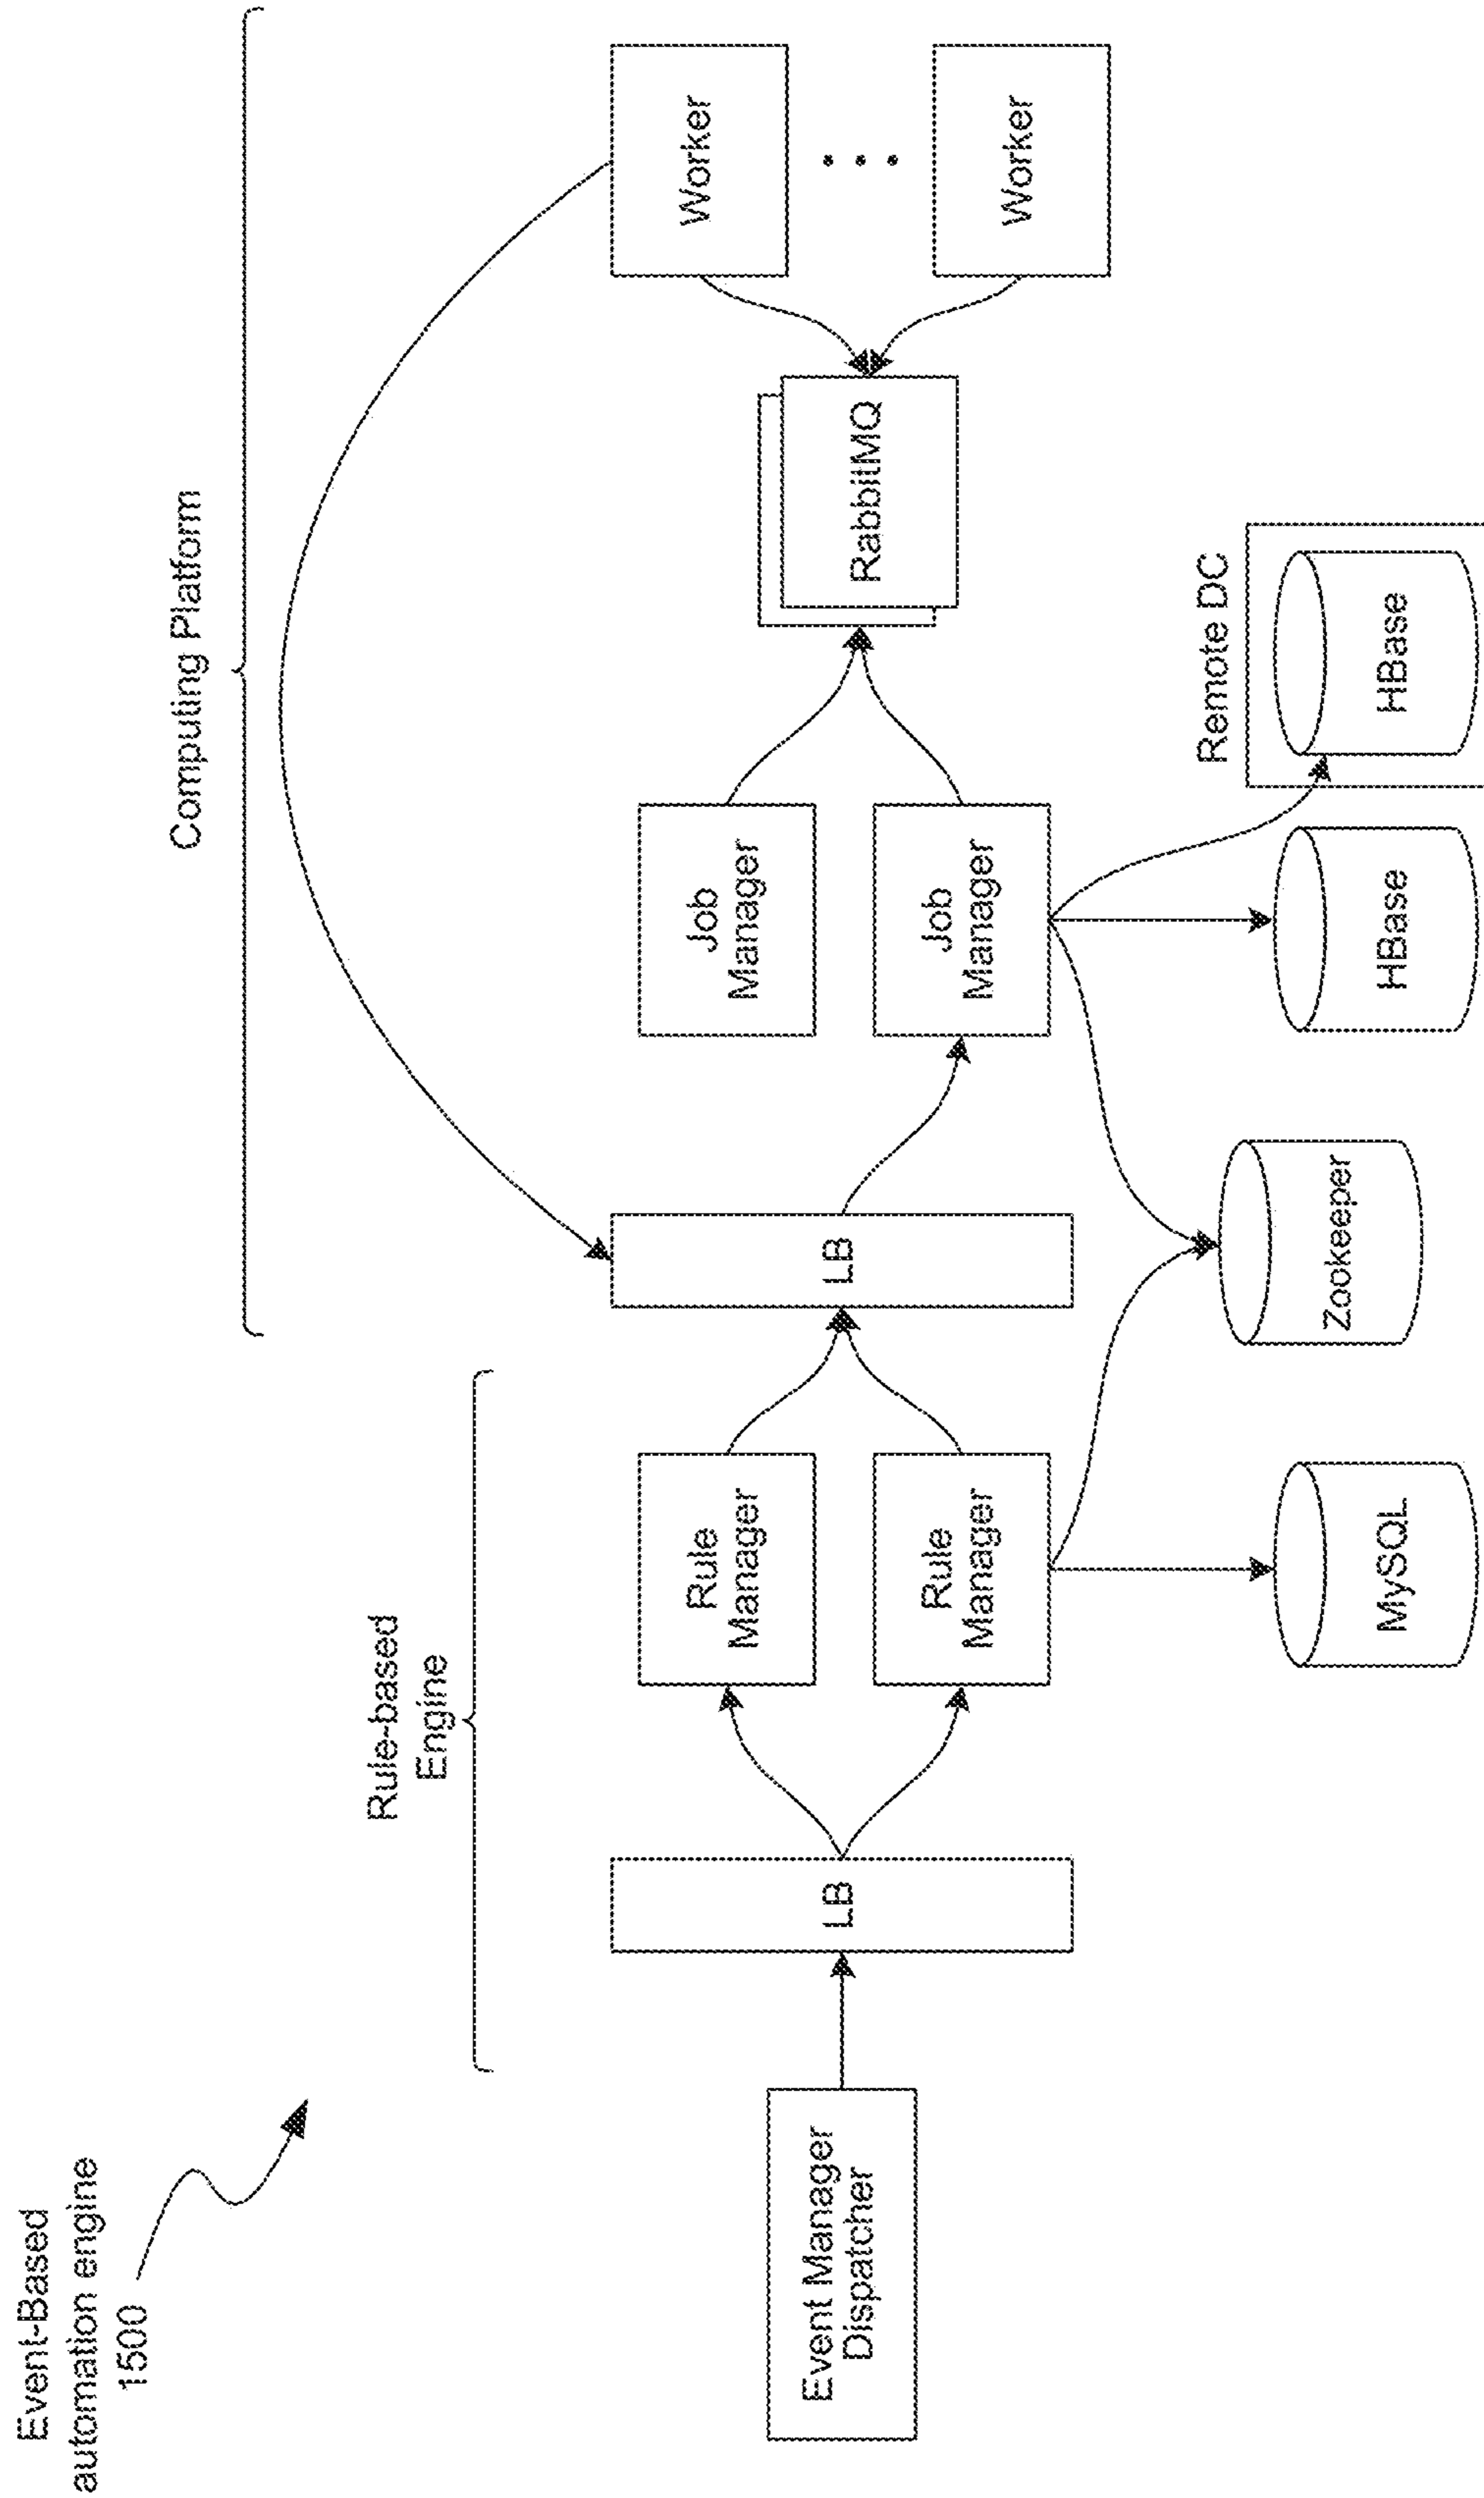 Event-Based
automation engine
1500
Rule-based
Engine
Computing Platform
Event Manager
Dispatcher
LB
Rule
Manager
Rule
Manager
LB
Job
Manager
Job
Manager
RabbitMQ
Worker
Worker
MySQL
Zookeeper
HBase
Remote DC
HBase